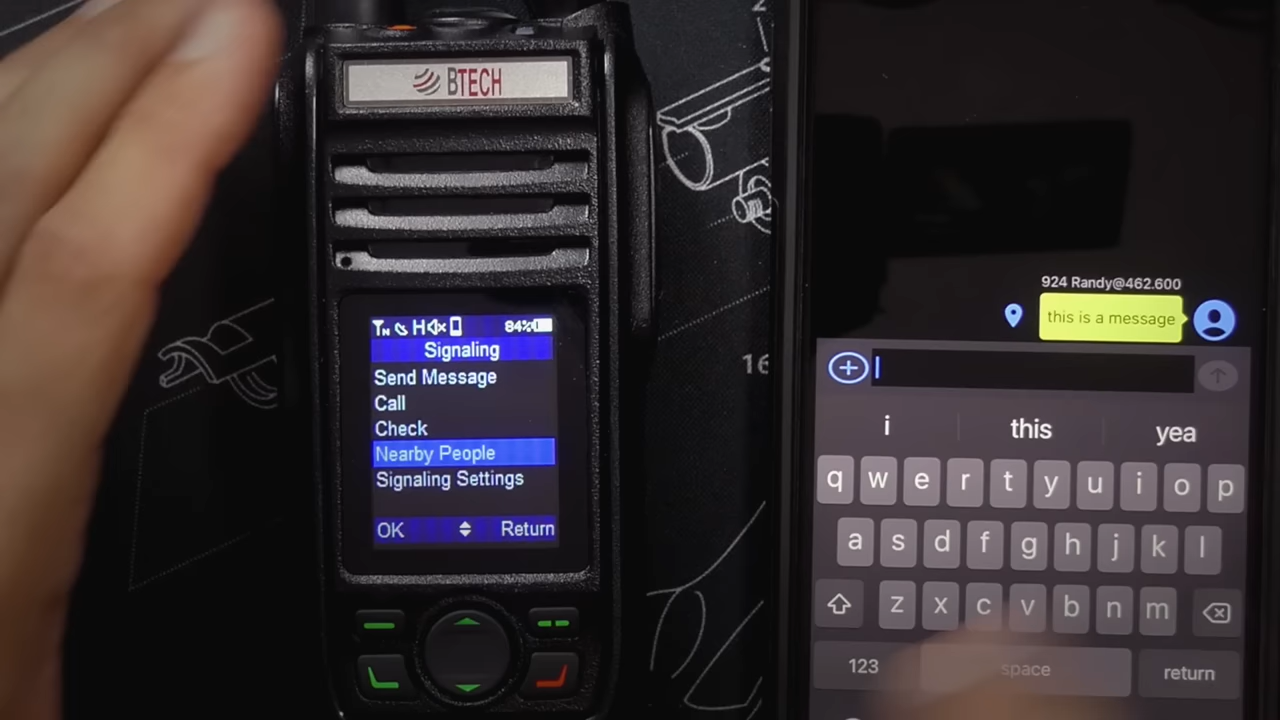 BTECH
H 84%
Signaling
Send Message
Call
Check
Nearby People
Signaling Settings
OK Return
16
924 Randy@462.600
this is a message
i this yea
q w e r t y u i o p
a s d f g h j k l
z x c v b n m
123 space return